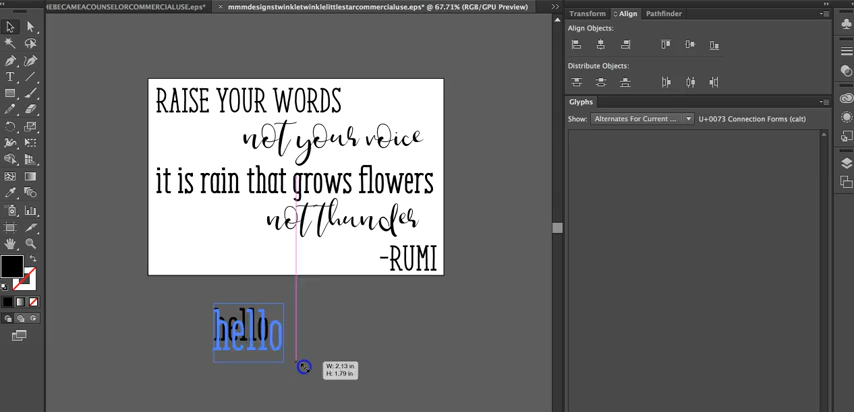 HEBECAMEACOUNSELORCOMMERCIALUSE.eps*
× mmmdesignstwinkletwinklelittlestarcommercialuse.eps* @ 67.71% (RGB/GPU Preview)
Transform
Align
Pathfinder
Align Objects:
Distribute Objects:
Glyphs
Show: Alternates For Current ... U+0073 Connection Forms (calt)
RAISE YOUR WORDS
not your voice
it is rain that grows flowers
not thunder
-RUMI
hello
hello
W: 2.13 in
H: 1.79 in